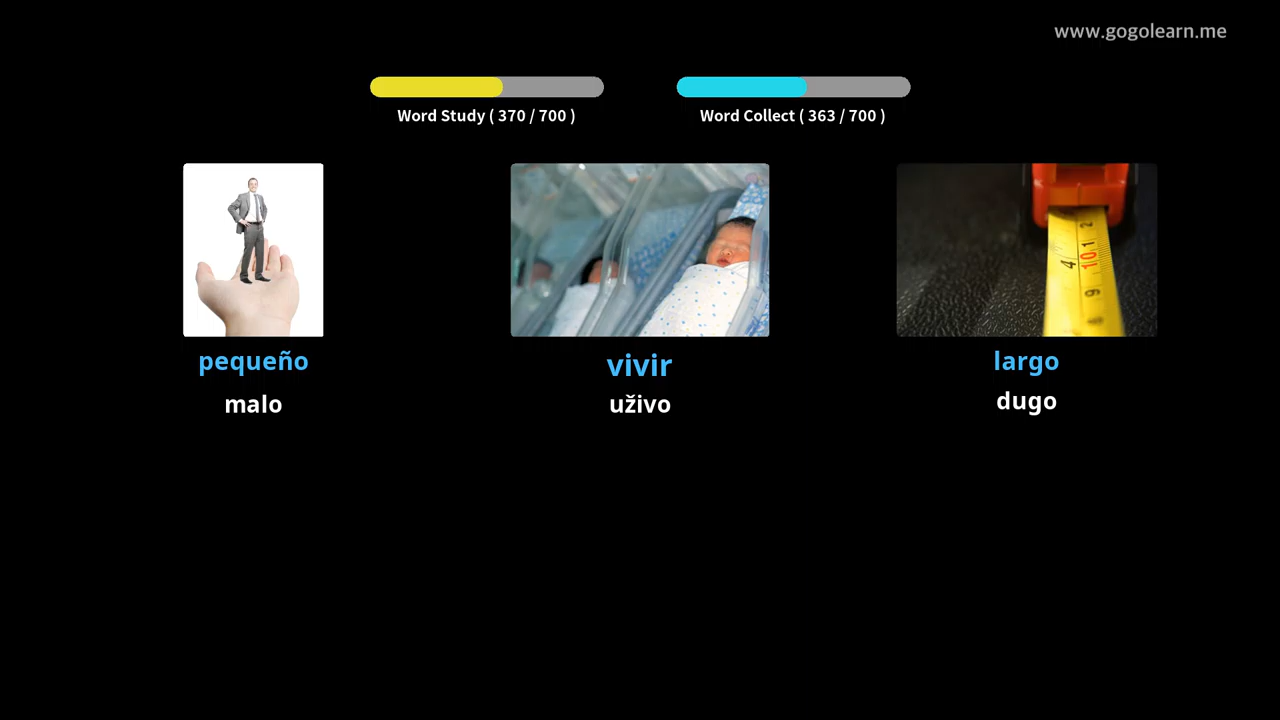 www.gogolearn.me
Word Study ( 370 / 700 )
Word Collect ( 363 / 700 )
pequeño
malo
vivir
uživo
largo
dugo